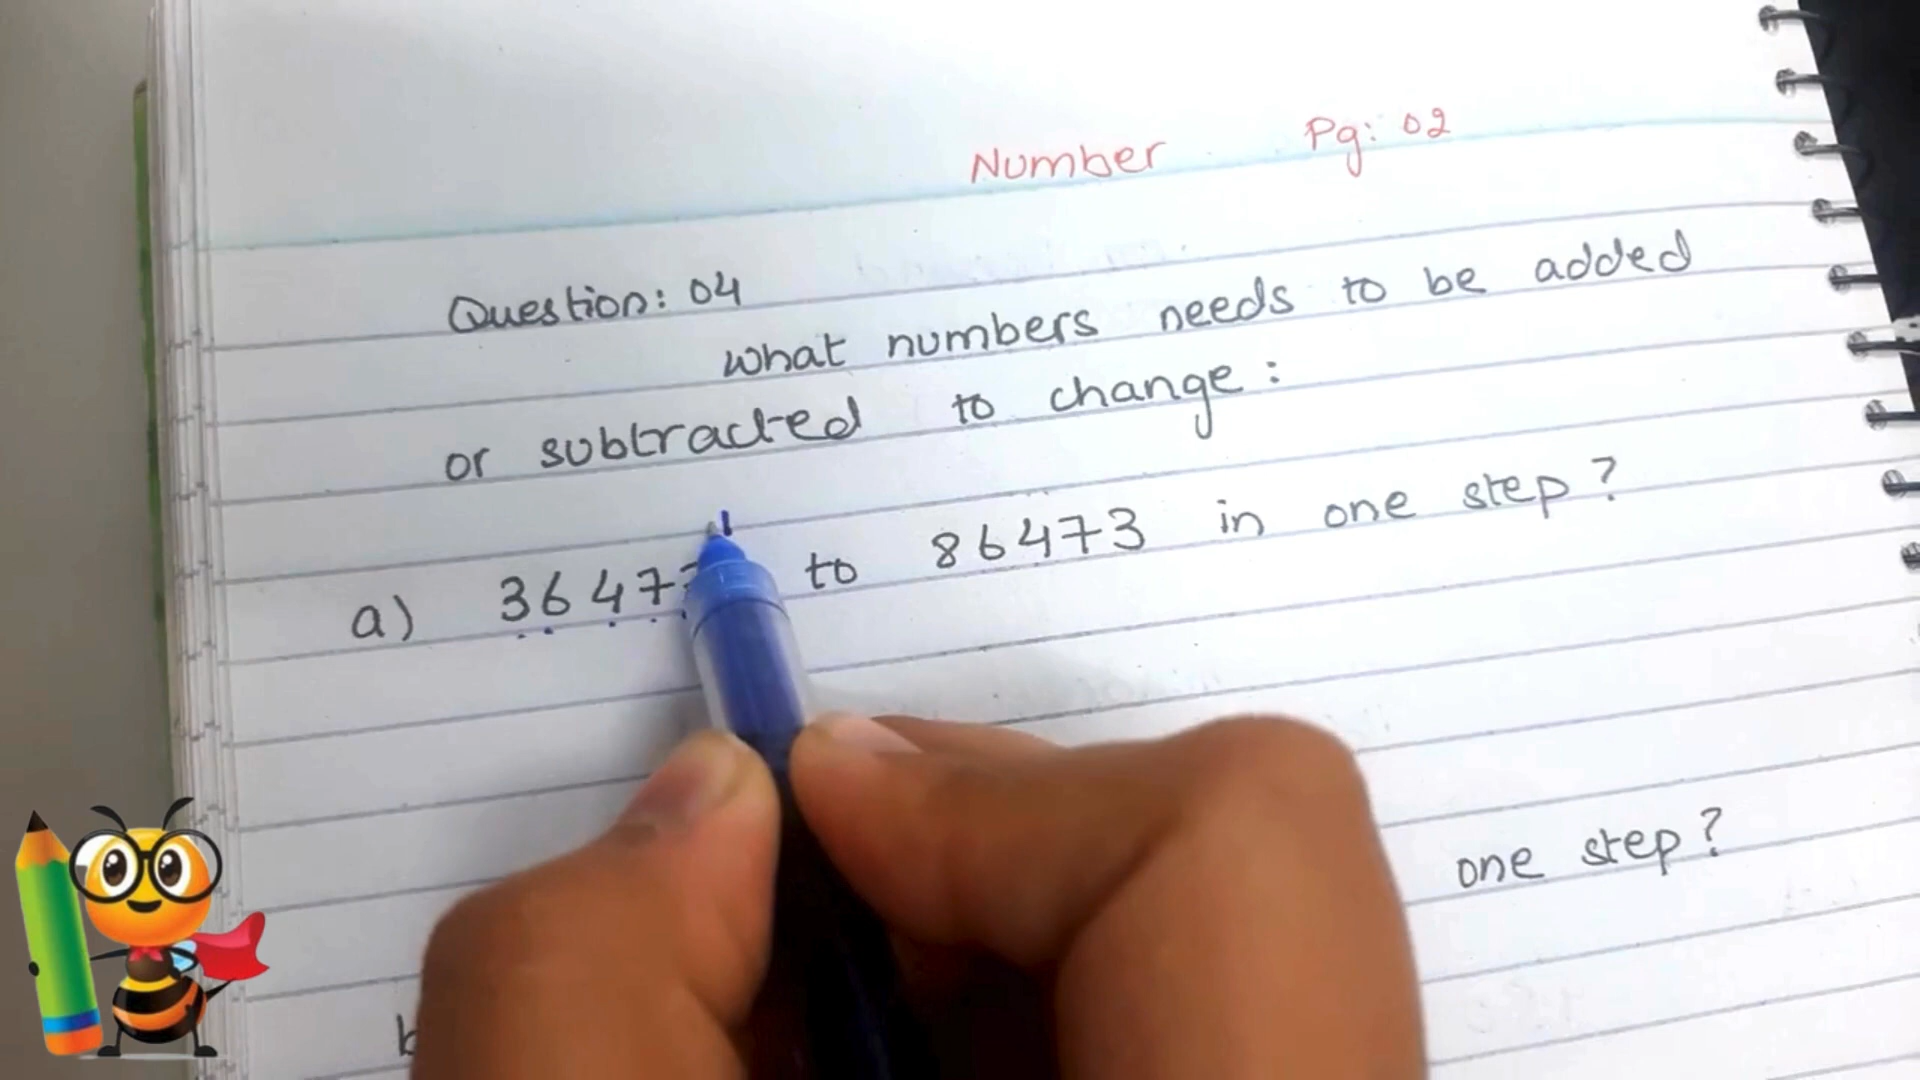 Number Pg: 02
Question: 04
What numbers needs to be added
or subtracted to change:
a) 3647 to 86473 in one step?
one step?